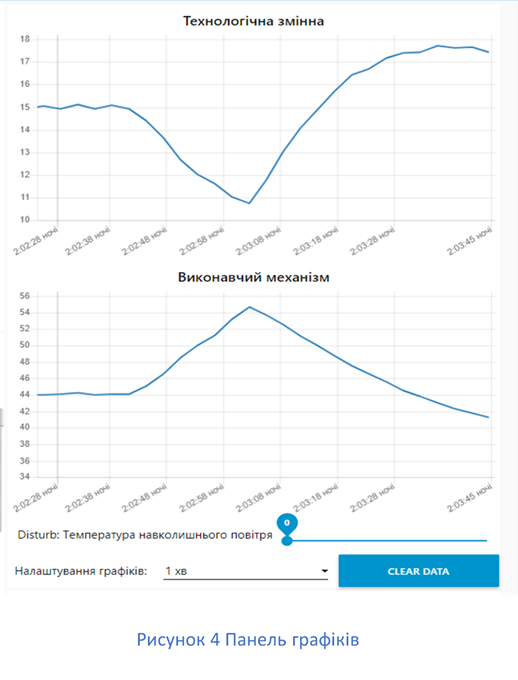 Технологічна змінна
18
17
16
15
14
13
12
11
10
2:02:28 ночі
2:02:38 ночі
2:02:48 ночі
2:02:58 ночі
2:03:08 ночі
2:03:18 ночі
2:03:28 ночі
2:03:45 ночі
Виконавчий механізм
56
54
52
50
48
46
44
42
40
38
36
34
2:02:28 ночі
2:02:38 ночі
2:02:48 ночі
2:02:58 ночі
2:03:08 ночі
2:03:18 ночі
2:03:28 ночі
2:03:45 ночі
0
Disturb: Температура навколишнього повітря
Налаштування графіків: 1 хв CLEAR DATA
Рисунок 4 Панель графіків